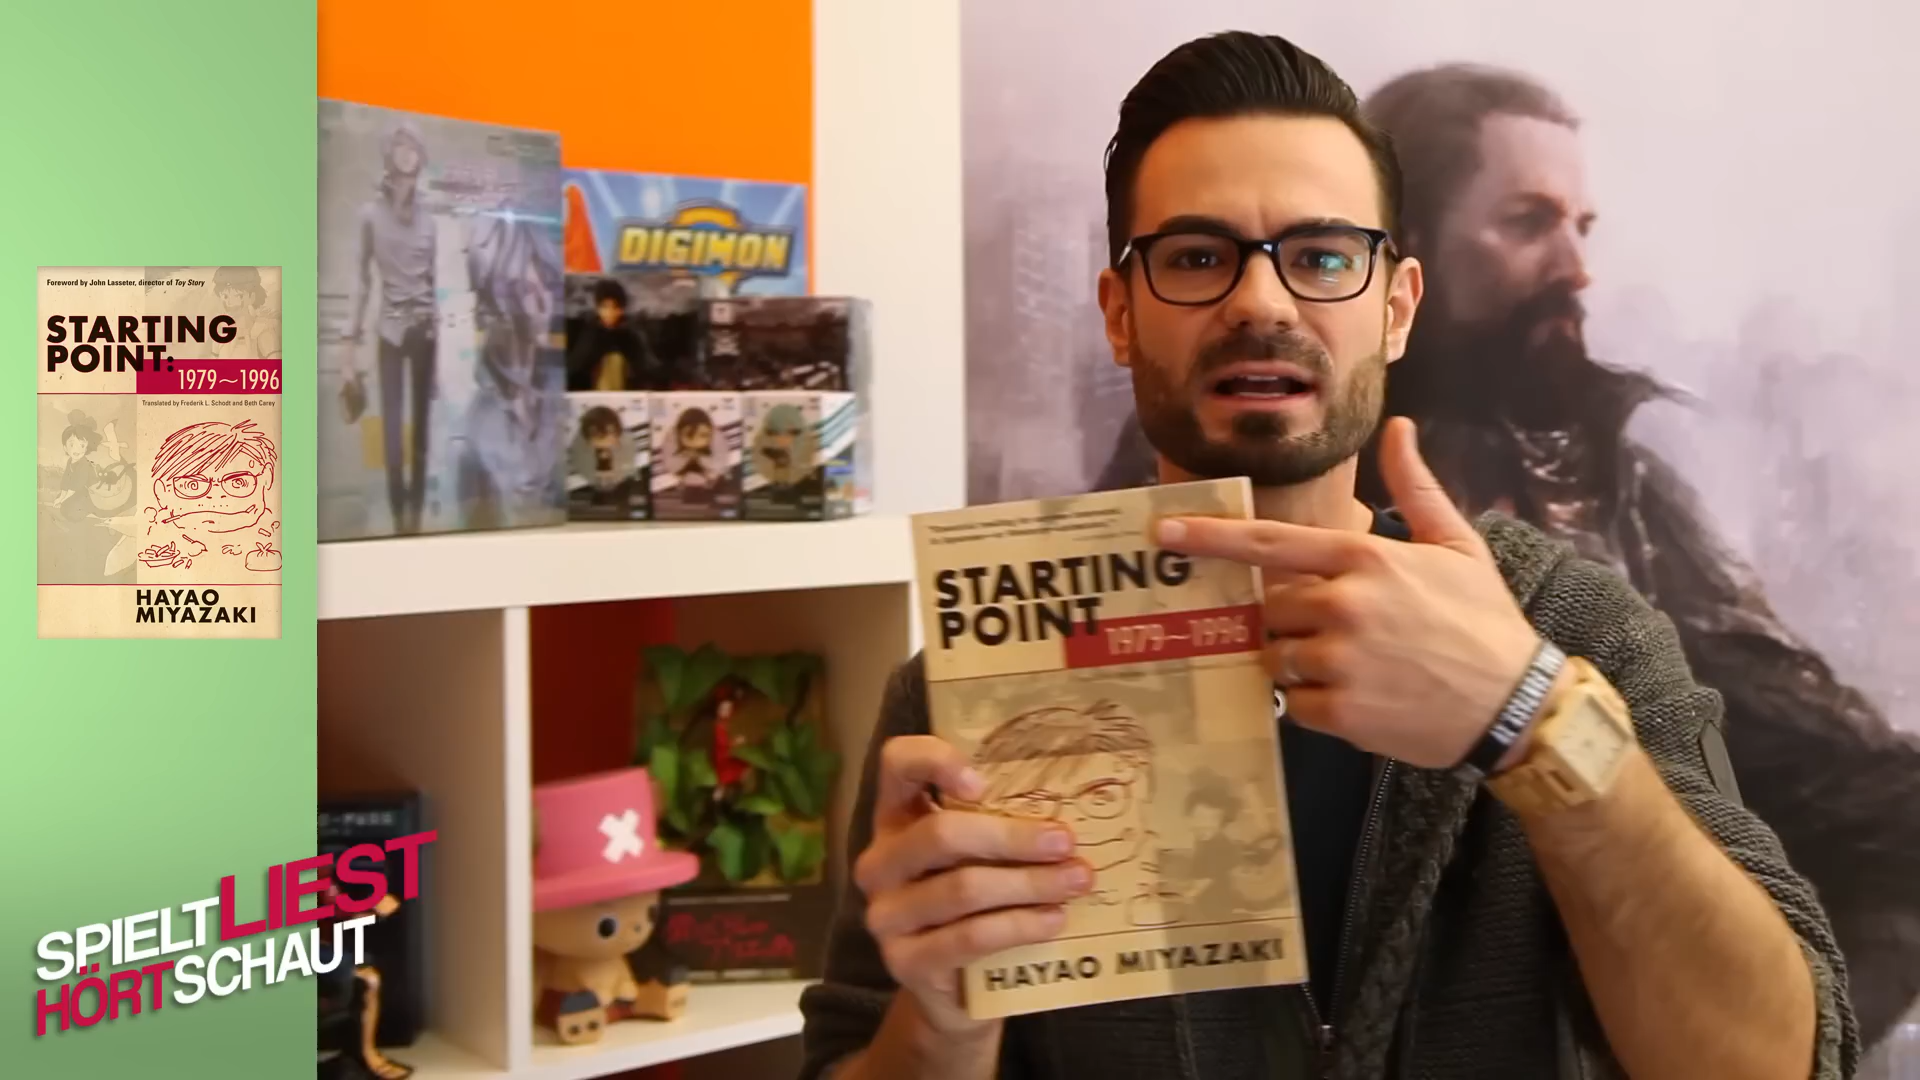 Foreword by John Lasseter, director of Toy Story
STARTING
POINT:
1979~1996
Translated by Frederik L. Schodt and Beth Carey
HAYAO
MIYAZAKI
SPIELT LIEST
HÖRT SCHAUT
DIGIMON
STARTING
POINT
1979~1996
HAYAO MIYAZAKI